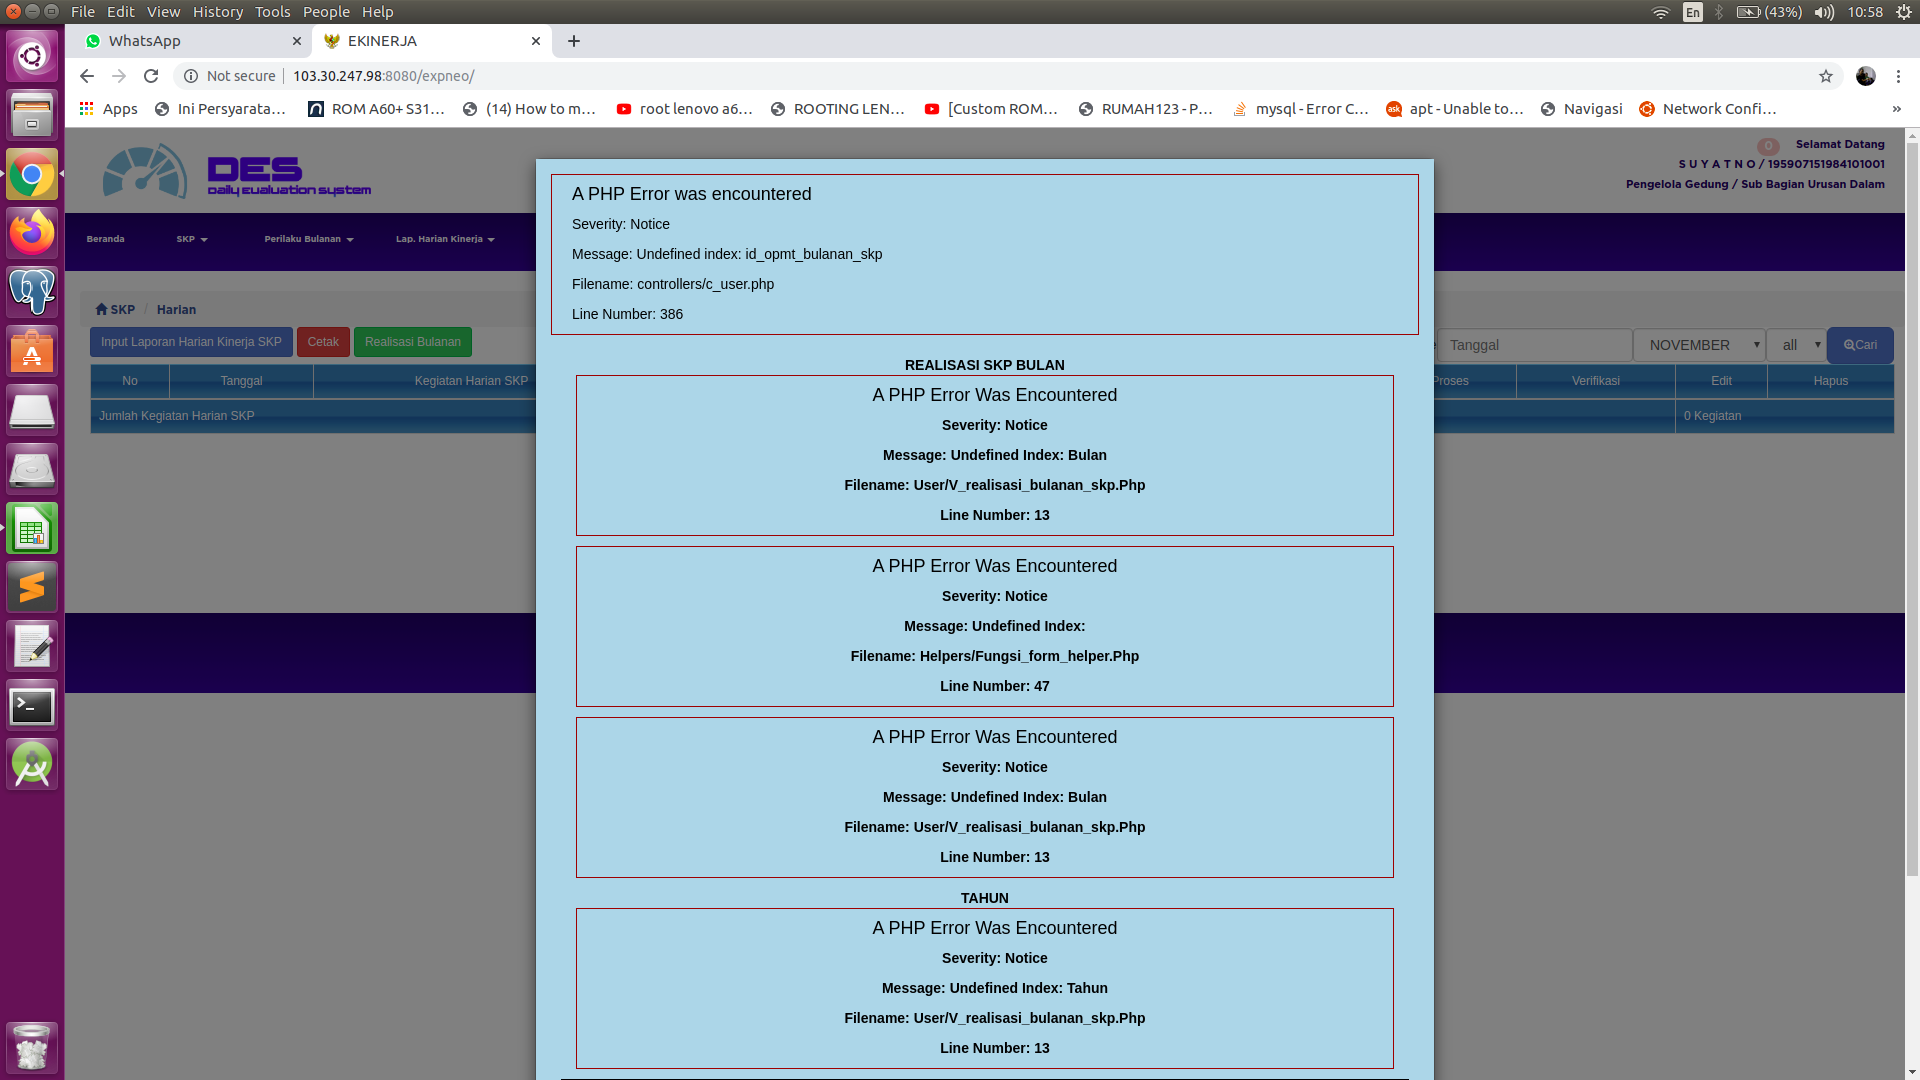 File Edit View History Tools People Help
En (43%) 10:58
WhatsApp
EKINERJA
Not secure 103.30.247.98:8080/expneo/
Apps Ini Persyarata… ROM A60+ S31… (14) How to m… root lenovo a6… ROOTING LEN… [Custom ROM… RUMAH123 - P… mysql - Error C… apt - Unable to… Navigasi Network Confi… »
DES
Daily Evaluation System
0 Selamat Datang
S U Y A T N O / 195907151984101001
Pengelola Gedung / Sub Bagian Urusan Dalam
Beranda SKP Perilaku Bulanan Lap. Harian Kinerja
SKP / Harian
Input Laporan Harian Kinerja SKP Cetak Realisasi Bulanan
Tanggal NOVEMBER all Cari
No Tanggal Kegiatan Harian SKP Proses Verifikasi Edit Hapus
Jumlah Kegiatan Harian SKP 0 Kegiatan
A PHP Error was encountered
Severity: Notice
Message: Undefined index: id_opmt_bulanan_skp
Filename: controllers/c_user.php
Line Number: 386
REALISASI SKP BULAN
A PHP Error Was Encountered
Severity: Notice
Message: Undefined Index: Bulan
Filename: User/V_realisasi_bulanan_skp.Php
Line Number: 13
A PHP Error Was Encountered
Severity: Notice
Message: Undefined Index:
Filename: Helpers/Fungsi_form_helper.Php
Line Number: 47
A PHP Error Was Encountered
Severity: Notice
Message: Undefined Index: Bulan
Filename: User/V_realisasi_bulanan_skp.Php
Line Number: 13
TAHUN
A PHP Error Was Encountered
Severity: Notice
Message: Undefined Index: Tahun
Filename: User/V_realisasi_bulanan_skp.Php
Line Number: 13